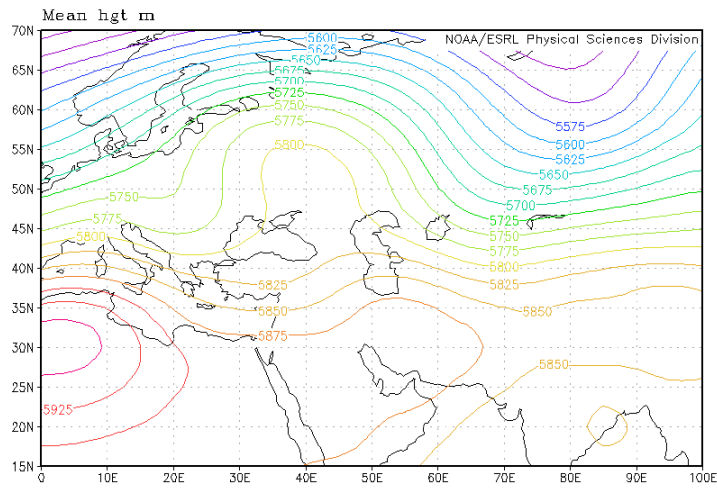 Mean hgt m
NOAA/ESRL Physical Sciences Division
70N
65N
60N
55N
50N
45N
40N
35N
30N
25N
20N
15N
5600
5625
5650
5675
5700
5725
5750
5775
5800
5575
5600
5625
5650
5675
5700
5725
5750
5775
5800
5825
5850
5750
5775
5800
5825
5850
5875
5850
5925
0
10E
20E
30E
40E
50E
60E
70E
80E
90E
100E